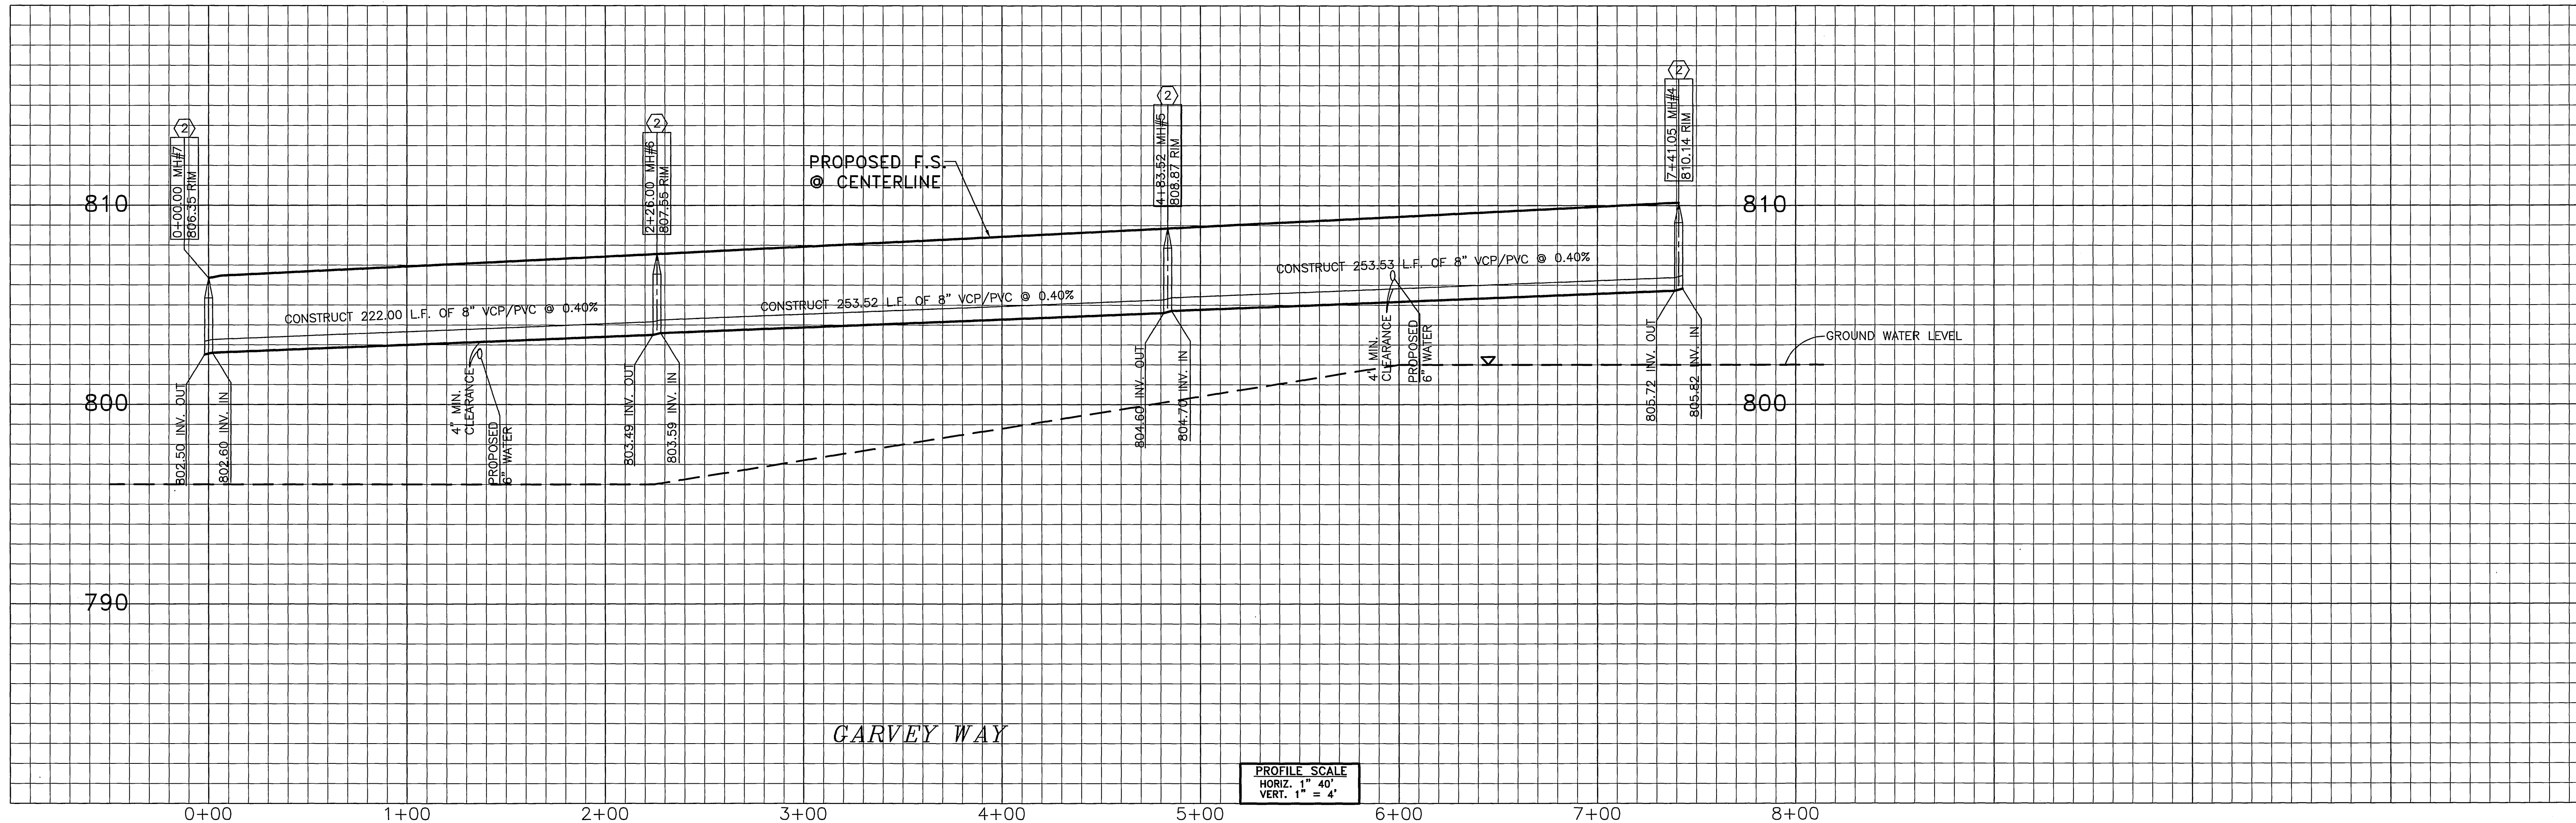 2
0+00.00 MH#7
806.35 RIM
2
2+26.00 MH#6
807.55 RIM
2
4+83.52 MH#5
808.87 RIM
2
7+41.05 MH#4
810.14 RIM
PROPOSED F.S.
@ CENTERLINE
810
810
CONSTRUCT 222.00 L.F. OF 8" VCP/PVC @ 0.40%
CONSTRUCT 253.52 L.F. OF 8" VCP/PVC @ 0.40%
CONSTRUCT 253.53 L.F. OF 8" VCP/PVC @ 0.40%
GROUND WATER LEVEL
800
800
802.50 INV. OUT
802.60 INV. IN
4" MIN.
CLEARANCE
PROPOSED
6" WATER
803.49 INV. OUT
803.59 INV. IN
804.60 INV. OUT
804.70 INV. IN
4" MIN.
CLEARANCE
PROPOSED
6" WATER
805.72 INV. OUT
805.82 INV. IN
790
GARVEY WAY
PROFILE SCALE
HORIZ. 1" 40'
VERT. 1" = 4'
0+00 1+00 2+00 3+00 4+00 5+00 6+00 7+00 8+00